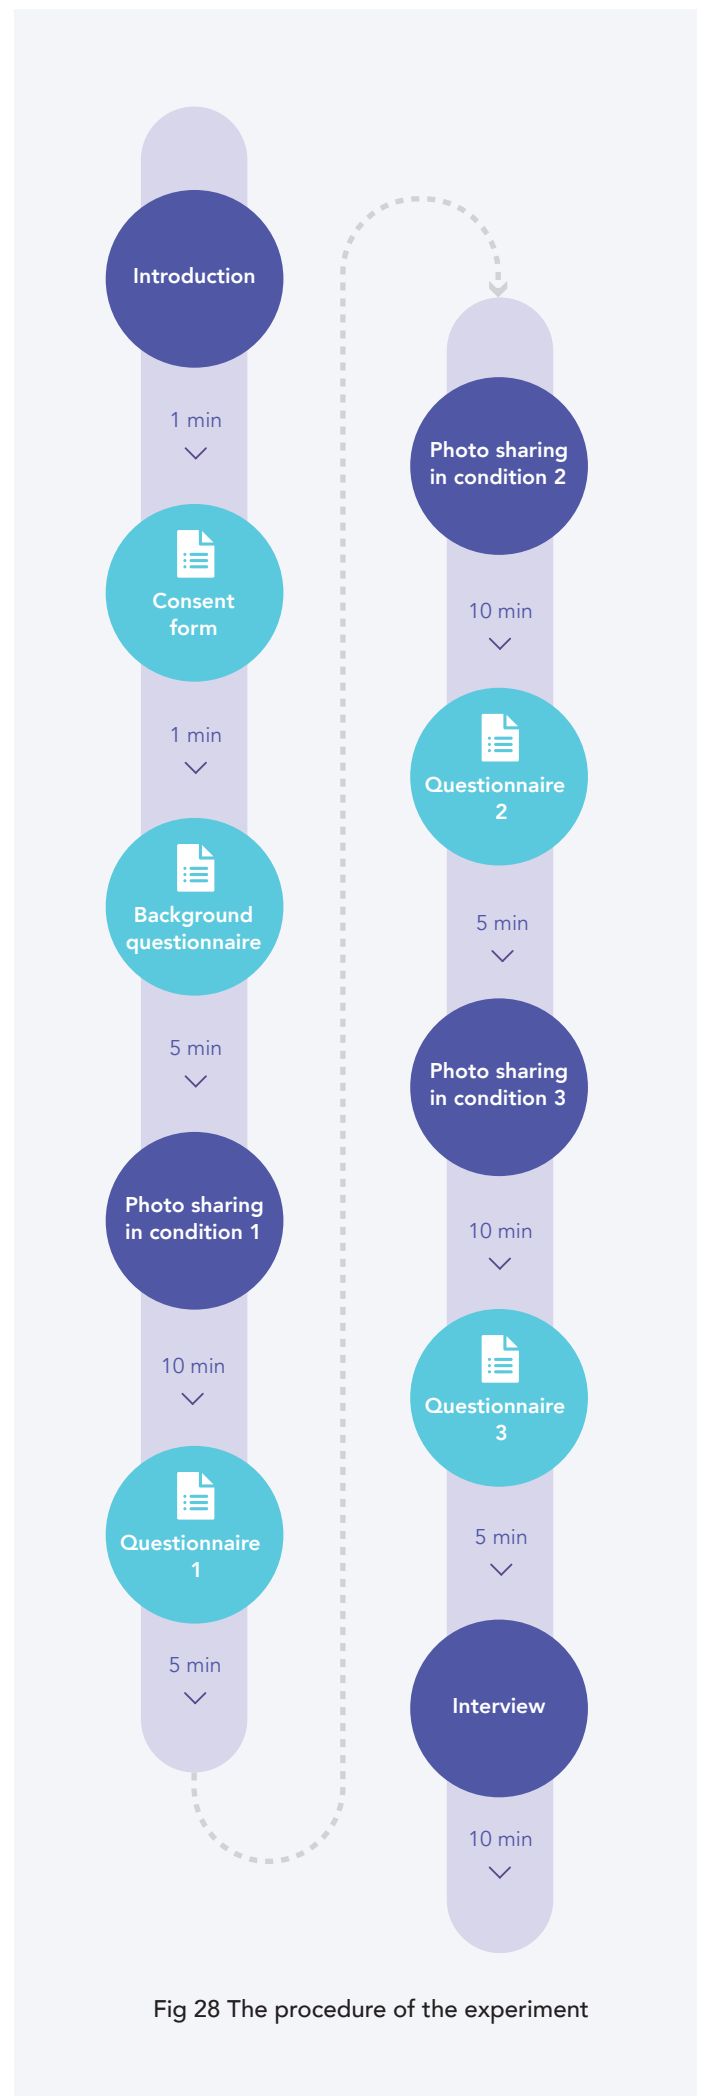 Introduction
1 min
Consent
form
1 min
Background
questionnaire
5 min
Photo sharing
in condition 1
10 min
Questionnaire
1
5 min
Photo sharing
in condition 2
10 min
Questionnaire
2
5 min
Photo sharing
in condition 3
10 min
Questionnaire
3
5 min
Interview
10 min
Fig 28 The procedure of the experiment